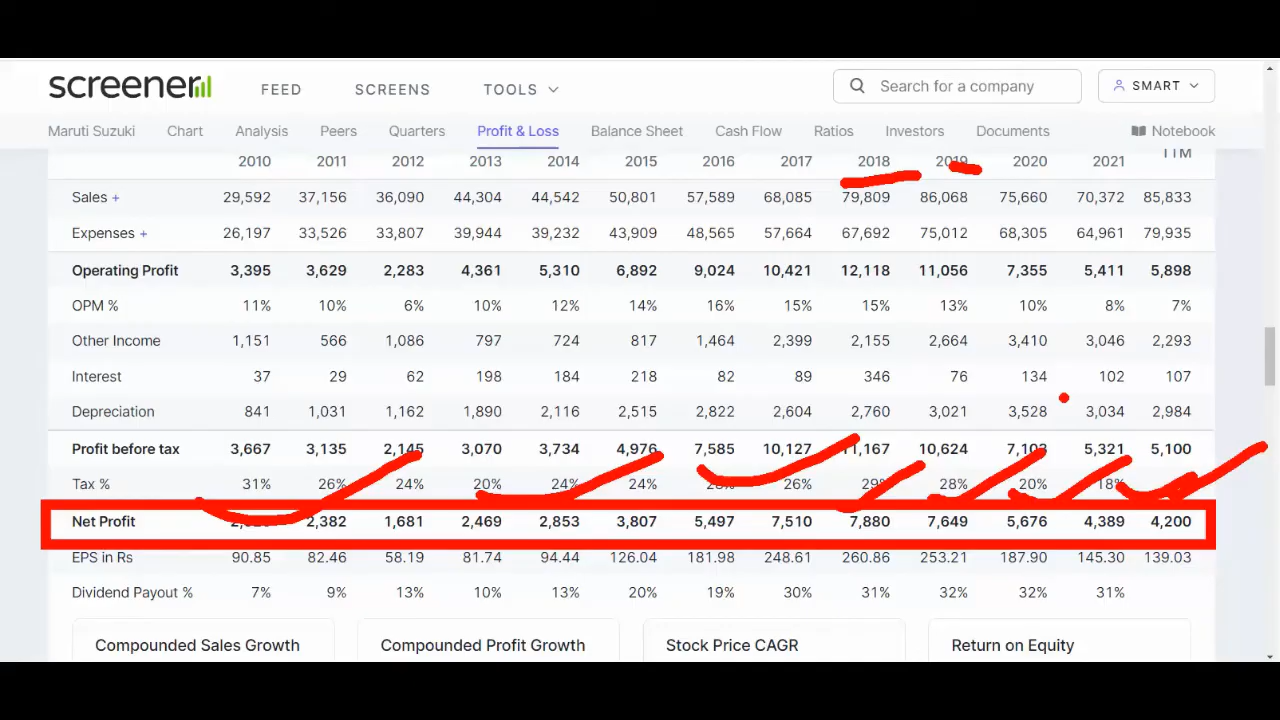 screener FEED SCREENS TOOLS Search for a company SMART
Maruti Suzuki Chart Analysis Peers Quarters Profit & Loss Balance Sheet Cash Flow Ratios Investors Documents Notebook
2010 2011 2012 2013 2014 2015 2016 2017 2018 2019 2020 2021 TTM
Sales + 29,592 37,156 36,090 44,304 44,542 50,801 57,589 68,085 79,809 86,068 75,660 70,372 85,833
Expenses + 26,197 33,526 33,807 39,944 39,232 43,909 48,565 57,664 67,692 75,012 68,305 64,961 79,935
Operating Profit 3,395 3,629 2,283 4,361 5,310 6,892 9,024 10,421 12,118 11,056 7,355 5,411 5,898
OPM % 11% 10% 6% 10% 12% 14% 16% 15% 15% 13% 10% 8% 7%
Other Income 1,151 566 1,086 797 724 817 1,464 2,399 2,155 2,664 3,410 3,046 2,293
Interest 37 29 62 198 184 218 82 89 346 76 134 102 107
Depreciation 841 1,031 1,162 1,890 2,116 2,515 2,822 2,604 2,760 3,021 3,528 3,034 2,984
Profit before tax 3,667 3,135 2,145 3,070 3,734 4,976 7,585 10,127 11,167 10,624 7,103 5,321 5,100
Tax % 31% 26% 24% 20% 24% 24% 26% 29% 28% 20% 18%
Net Profit 2,382 1,681 2,469 2,853 3,807 5,497 7,510 7,880 7,649 5,676 4,389 4,200
EPS in Rs 90.85 82.46 58.19 81.74 94.44 126.04 181.98 248.61 260.86 253.21 187.90 145.30 139.03
Dividend Payout % 7% 9% 13% 10% 13% 20% 19% 30% 31% 32% 32% 31%
Compounded Sales Growth Compounded Profit Growth Stock Price CAGR Return on Equity